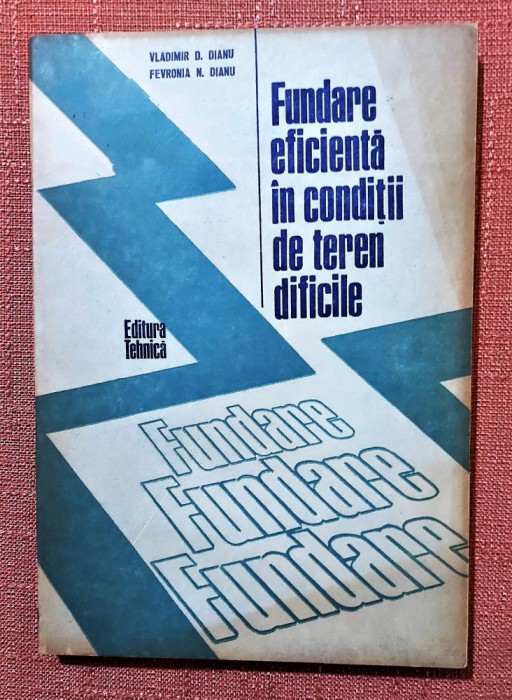 VLADIMIR D. DIANU
FEVRONIA N. DIANU
Fundare
eficientă
în condiții
de teren
dificile
Editura
Tehnică
Fundare
Fundare
Fundare